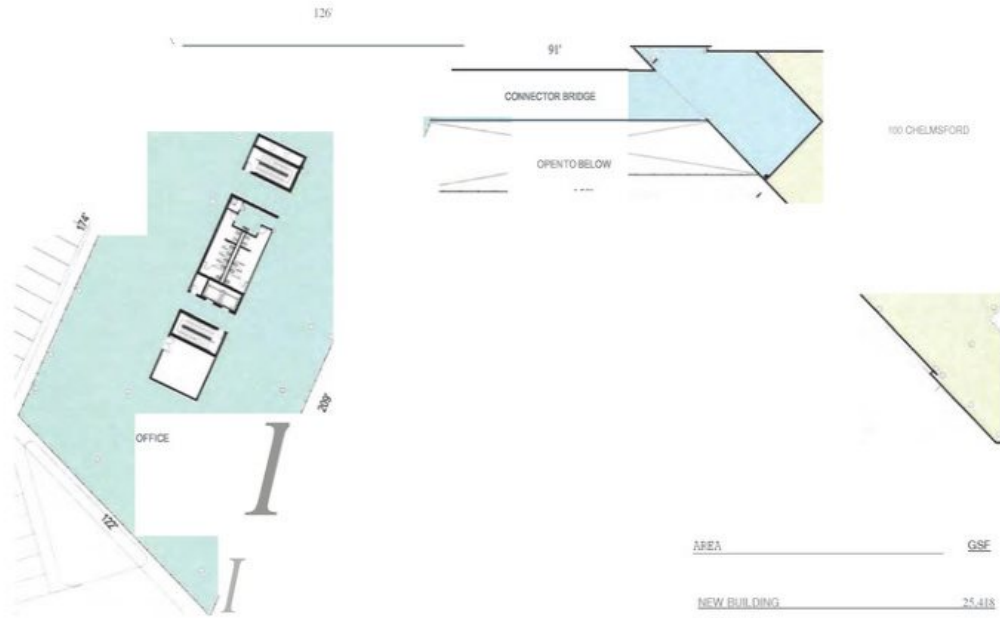 126'
91'
CONNECTOR BRIDGE
100 CHELMSFORD
OPEN TO BELOW
174'
209'
OFFICE
I
122'
I
AREA GSF
NEW BUILDING 25,418